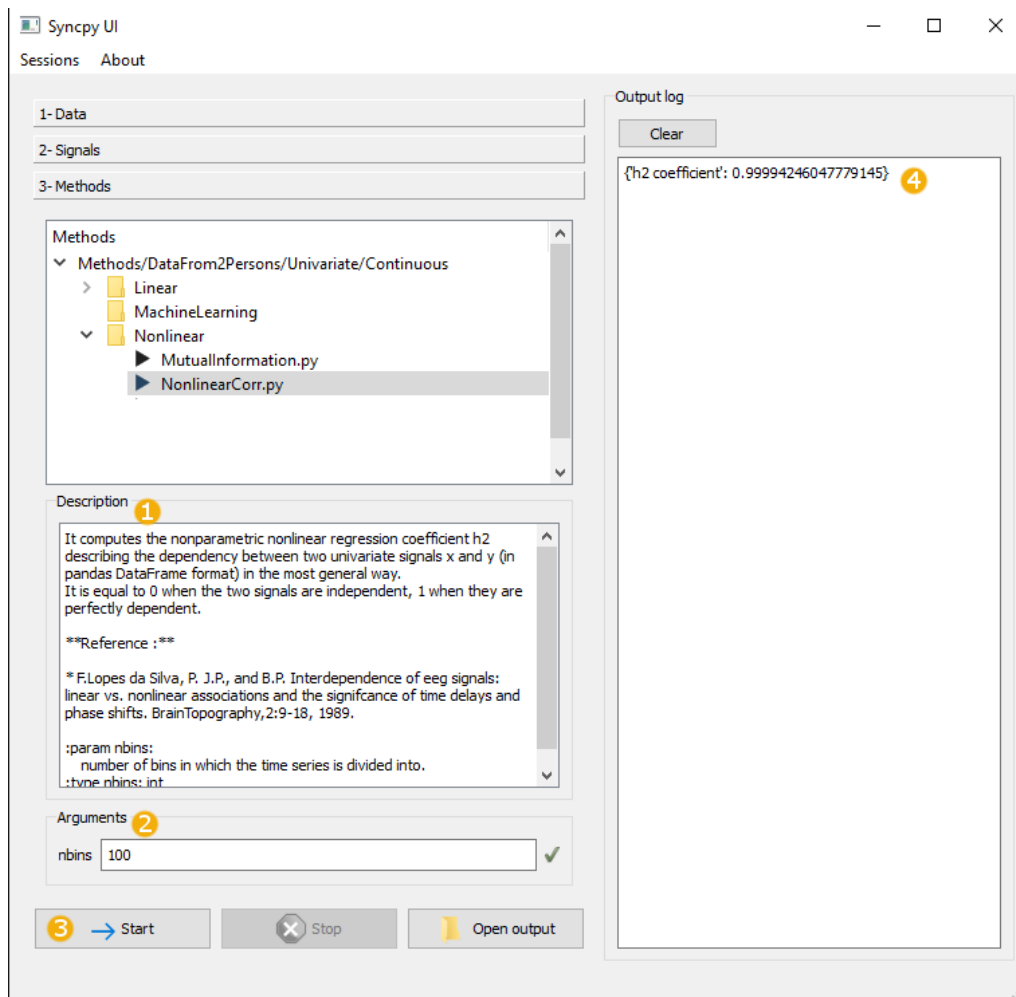 Syncpy UI
Sessions About
1- Data
2- Signals
3- Methods
Methods
Methods/DataFrom2Persons/Univariate/Continuous
Linear
MachineLearning
Nonlinear
MutualInformation.py
NonlinearCorr.py
Description 1
It computes the nonparametric nonlinear regression coefficient h2
describing the dependency between two univariate signals x and y (in
pandas DataFrame format) in the most general way.
It is equal to 0 when the two signals are independent, 1 when they are
perfectly dependent.
**Reference :**
* F.Lopes da Silva, P. J.P., and B.P. Interdependence of eeg signals:
linear vs. nonlinear associations and the signifcance of time delays and
phase shifts. BrainTopography,2:9-18, 1989.
:param nbins:
number of bins in which the time series is divided into.
:type nbins: int
Arguments 2
nbins 100
3 Start
Stop
Open output
Output log
Clear
{'h2 coefficient': 0.99994246047779145} 4